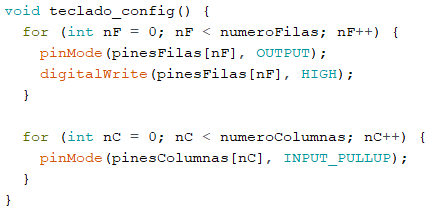 void teclado_config() {
  for (int nF = 0; nF < numeroFilas; nF++) {
    pinMode(pinesFilas[nF], OUTPUT);
    digitalWrite(pinesFilas[nF], HIGH);
  }

  for (int nC = 0; nC < numeroColumnas; nC++) {
    pinMode(pinesColumnas[nC], INPUT_PULLUP);
  }
}